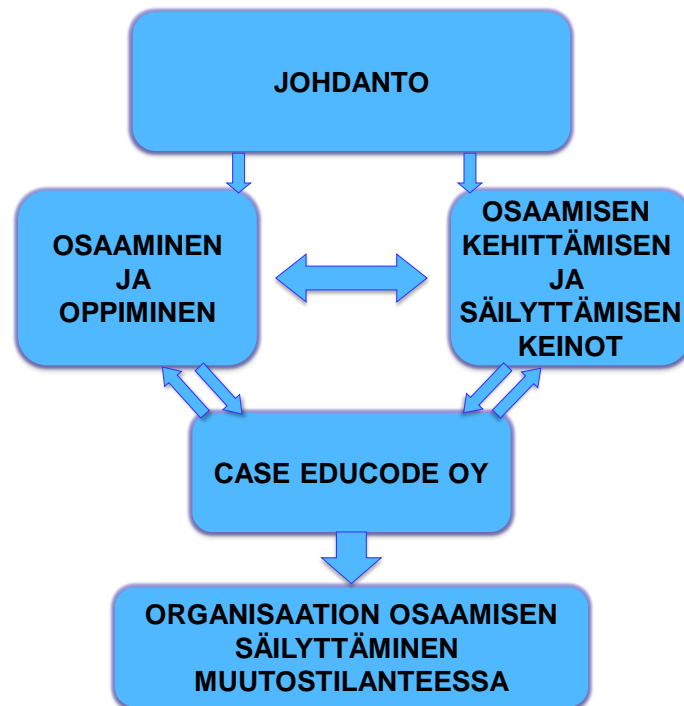 JOHDANTO
OSAAMINEN
JA
OPPIMINEN
OSAAMISEN
KEHITTÄMISEN
JA
SÄILYTTÄMISEN
KEINOT
CASE EDUCODE OY
ORGANISAATION OSAAMISEN
SÄILYTTÄMINEN
MUUTOSTILANTEESSA